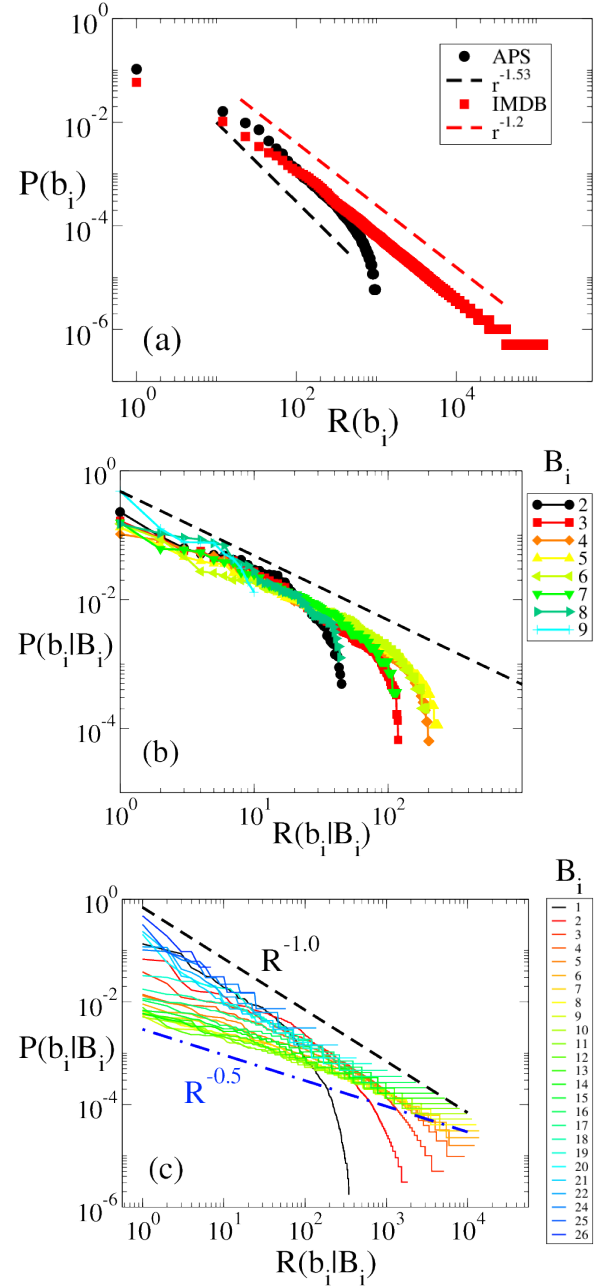 10^0
APS
r^-1.53
IMDB
r^-1.2
10^-2
P(b_i)
10^-4
10^-6
(a)
10^0 10^2 10^4
R(b_i)
10^0
B_i
2
3
4
5
6
7
8
9
10^-2
P(b_i|B_i)
10^-4
(b)
10^0 10^1 10^2
R(b_i|B_i)
B_i
10^0
R^-1.0
10^-2
P(b_i|B_i)
R^-0.5
10^-4
(c)
10^-6
10^0 10^1 10^2 10^3 10^4
R(b_i|B_i)
1
2
3
4
5
6
7
8
9
10
11
12
13
14
15
16
17
18
19
20
21
22
24
25
26